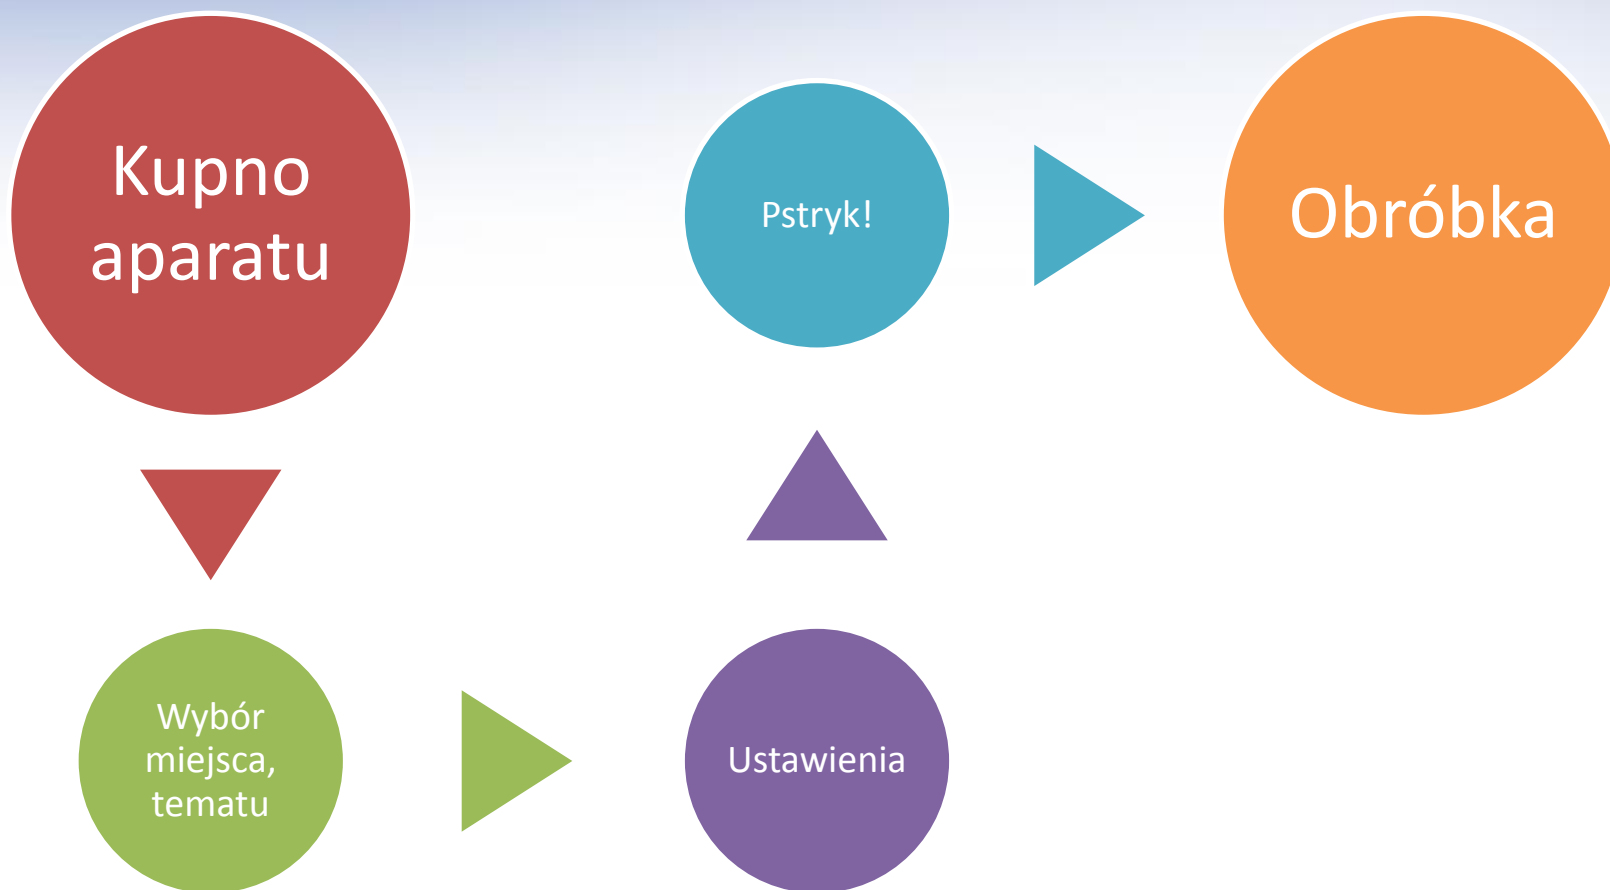 Kupno
aparatu
Wybór
miejsca,
tematu
Ustawienia
Pstryk!
Obróbka